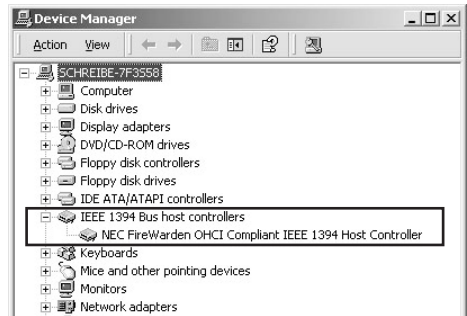 Device Manager
Action View
SCHREIBE-7F3S58
Computer
Disk drives
Display adapters
DVD/CD-ROM drives
Floppy disk controllers
Floppy disk drives
IDE ATA/ATAPI controllers
IEEE 1394 Bus host controllers
NEC FireWarden OHCI Compliant IEEE 1394 Host Controller
Keyboards
Mice and other pointing devices
Monitors
Network adapters